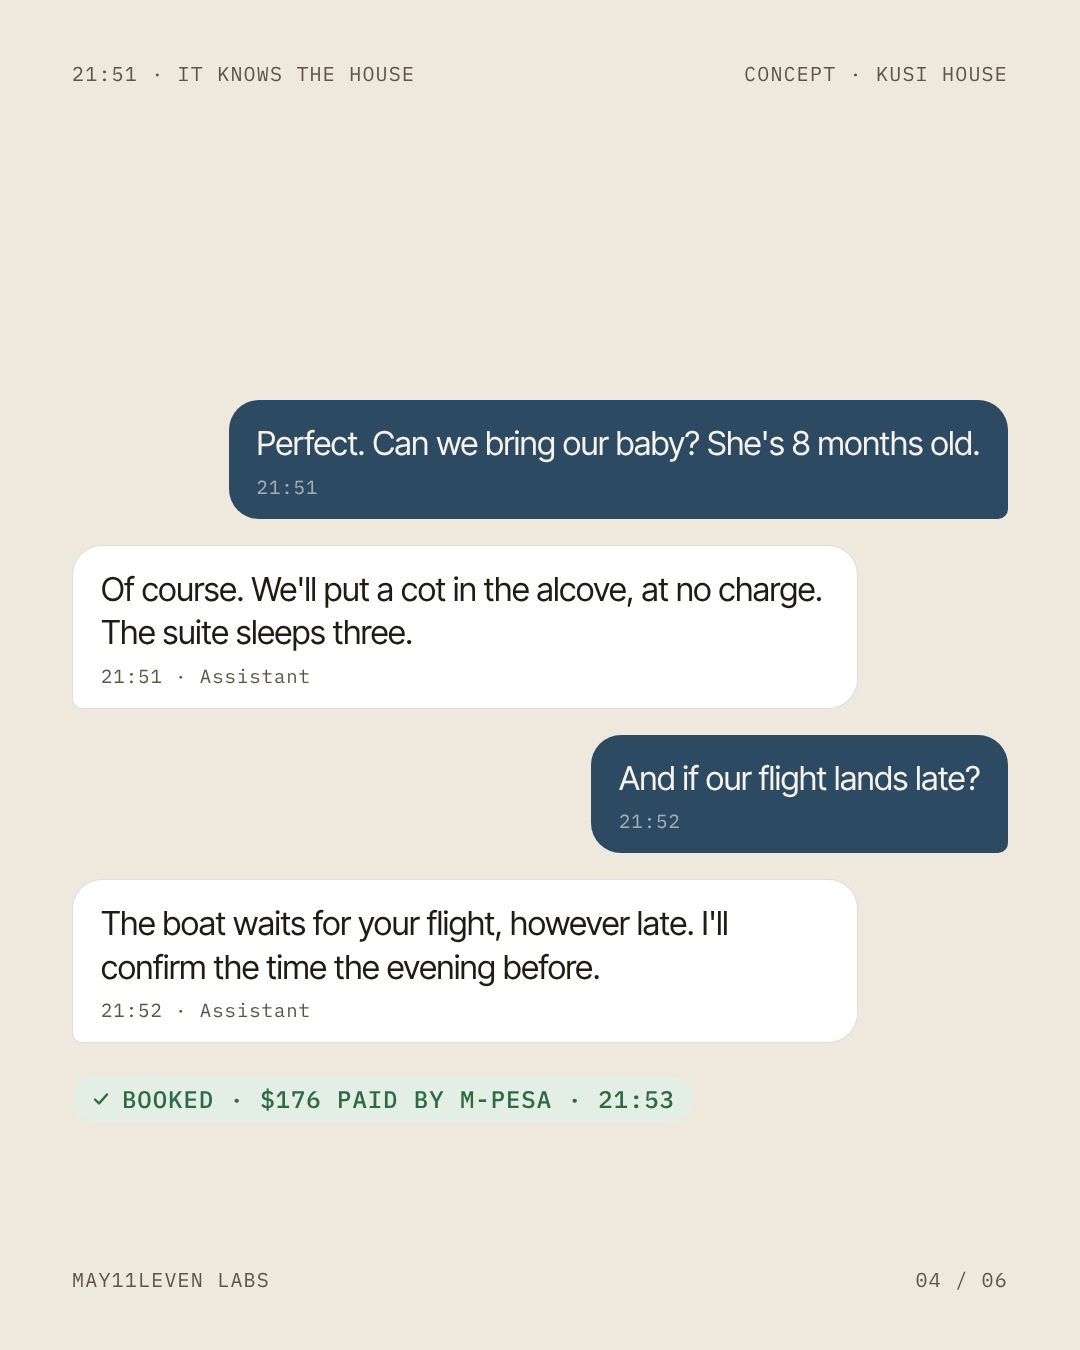 21:51 · IT KNOWS THE HOUSE
CONCEPT · KUSI HOUSE
Perfect. Can we bring our baby? She's 8 months old.
21:51
Of course. We'll put a cot in the alcove, at no charge.
The suite sleeps three.
21:51 · Assistant
And if our flight lands late?
21:52
The boat waits for your flight, however late. I'll
confirm the time the evening before.
21:52 · Assistant
✓ BOOKED · $176 PAID BY M-PESA · 21:53
MAY11LEVEN LABS
04 / 06